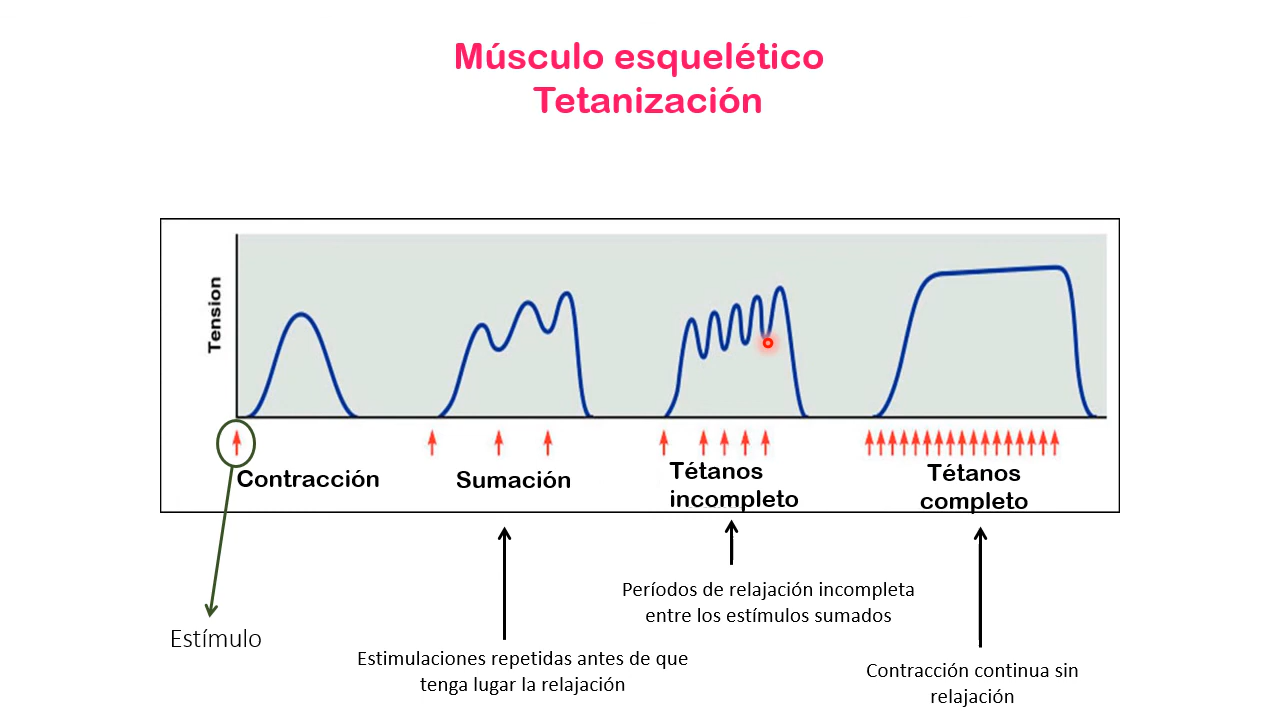 Músculo esquelético
Tetanización
Tension
Contracción
Sumación
Tétanos
incompleto
Tétanos
completo
Estímulo
Estimulaciones repetidas antes de que
tenga lugar la relajación
Períodos de relajación incompleta
entre los estímulos sumados
Contracción continua sin
relajación